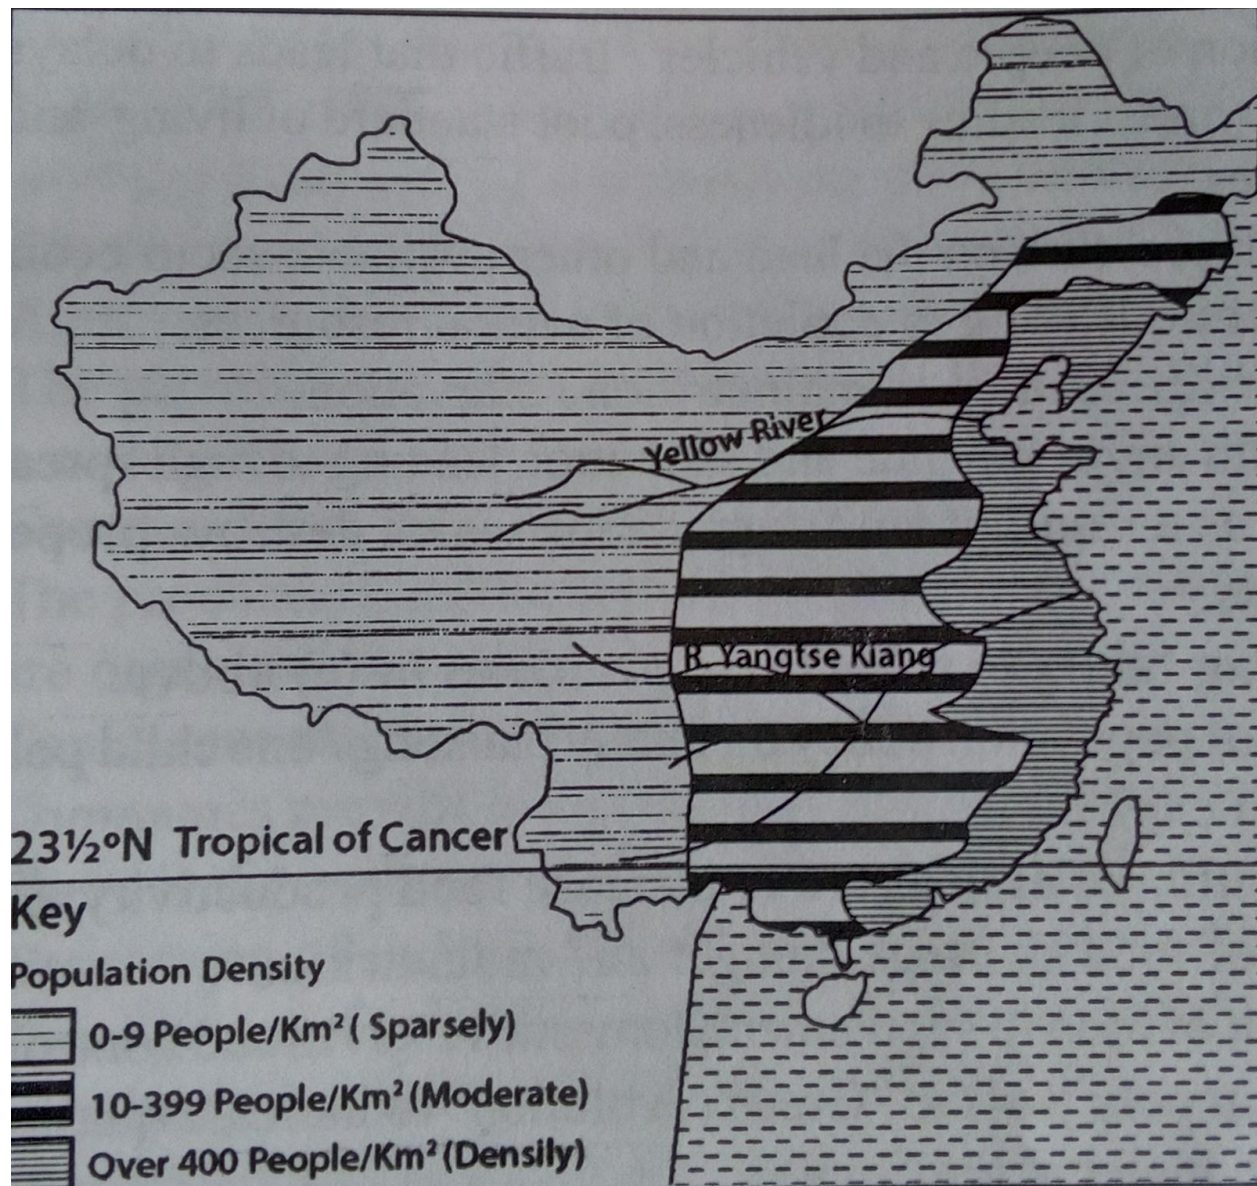 Yellow River
R. Yangtse Kiang
23½°N Tropical of Cancer
Key
Population Density
0-9 People/Km² ( Sparsely)
10-399 People/Km² (Moderate)
Over 400 People/Km² (Densily)